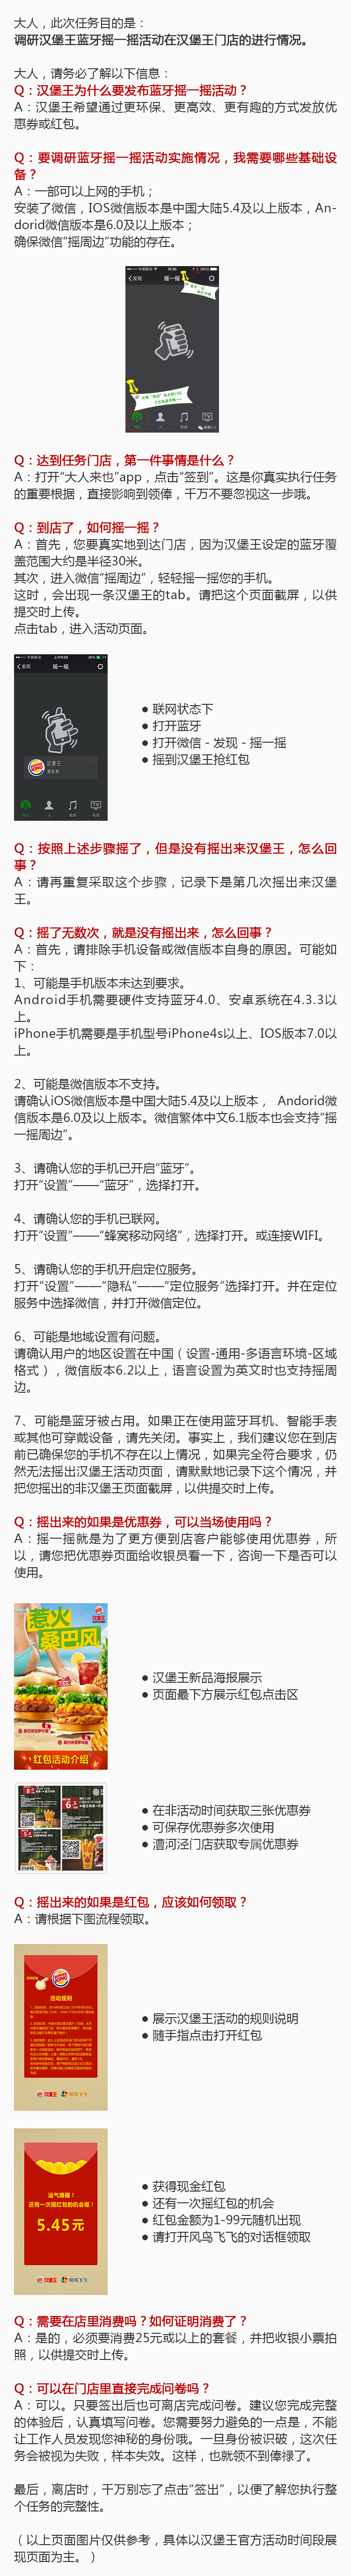 大人，此次任务目的是：
调研汉堡王蓝牙摇一摇活动在汉堡王门店的进行情况。
大人，请务必了解以下信息：
Q：汉堡王为什么要发布蓝牙摇一摇活动？
A：汉堡王希望通过更环保、更高效、更有趣的方式发放优
惠券或红包。
Q：要调研蓝牙摇一摇活动实施情况，我需要哪些基础设
备？
A：一部可以上网的手机；
安装了微信，IOS微信版本是中国大陆5.4及以上版本，An-
dorid微信版本是6.0及以上版本；
确保微信“摇周边”功能的存在。
发现
摇一摇
Q：达到任务门店，第一件事情是什么？
A：打开“大人来也”app，点击“签到”。这是你真实执行任务
的重要根据，直接影响到领俸，千万不要忽视这一步哦。
Q：到店了，如何摇一摇？
A：首先，您要真实地到达门店，因为汉堡王设定的蓝牙覆
盖范围大约是半径30米。
其次，进入微信“摇周边”，轻轻摇一摇您的手机。
这时，会出现一条汉堡王的tab。请把这个页面截屏，以供
提交时上传。
点击tab，进入活动页面。
发现
摇一摇
汉堡王
● 联网状态下
● 打开蓝牙
● 打开微信 - 发现 - 摇一摇
● 摇到汉堡王抢红包
Q：按照上述步骤摇了，但是没有摇出来汉堡王，怎么回
事？
A：请再重复采取这个步骤，记录下是第几次摇出来汉堡
王。
Q：摇了无数次，就是没有摇出来，怎么回事？
A：首先，请排除手机设备或微信版本自身的原因。可能如
下：
1、可能是手机版本未达到要求。
Android手机需要硬件支持蓝牙4.0、安卓系统在4.3.3以
上。
iPhone手机需要是手机型号iPhone4s以上、IOS版本7.0以
上。
2、可能是微信版本不支持。
请确认iOS微信版本是中国大陆5.4及以上版本， Andorid微
信版本是6.0及以上版本。微信繁体中文6.1版本也会支持“摇
一摇周边”。
3、请确认您的手机已开启“蓝牙”。
打开“设置”——“蓝牙”，选择打开。
4、请确认您的手机已联网。
打开“设置”——“蜂窝移动网络”，选择打开。或连接WIFI。
5、请确认您的手机开启定位服务。
打开“设置”——“隐私”——“定位服务”选择打开。并在定位
服务中选择微信，并打开微信定位。
6、可能是地域设置有问题。
请确认用户的地区设置在中国（设置-通用-多语言环境-区域
格式），微信版本6.2以上，语言设置为英文时也支持摇周
边。
7、可能是蓝牙被占用。如果正在使用蓝牙耳机、智能手表
或其他可穿戴设备，请先关闭。事实上，我们建议您在到店
前已确保您的手机不存在以上情况，如果完全符合要求，仍
然无法摇出汉堡王活动页面，请默默地记录下这个情况，并
把您摇出的非汉堡王页面截屏，以供提交时上传。
Q：摇出来的如果是优惠券，可以当场使用吗？
A：摇一摇就是为了更方便到店客户能够使用优惠券，所
以，请您把优惠券页面给收银员看一下，咨询一下是否可以
使用。
惹火
桑巴风
汉堡王
红包活动介绍
● 汉堡王新品海报展示
● 页面最下方展示红包点击区
● 在非活动时间获取三张优惠券
● 可保存优惠券多次使用
● 漕河泾门店获取专属优惠券
Q：摇出来的如果是红包，应该如何领取？
A：请根据下图流程领取。
活动规则
汉堡王 风鸟飞飞
● 展示汉堡王活动的规则说明
● 随手指点击打开红包
运气爆棚！
还有一次摇红包的机会喔！
5.45元
汉堡王 风鸟飞飞
● 获得现金红包
● 还有一次摇红包的机会
● 红包金额为1-99元随机出现
● 请打开风鸟飞飞的对话框领取
Q：需要在店里消费吗？如何证明消费了？
A：是的，必须要消费25元或以上的套餐，并把收银小票拍
照，以供提交时上传。
Q：可以在门店里直接完成问卷吗？
A：可以。只要签出后也可离店完成问卷。建议您完成完整
的体验后，认真填写问卷。您需要努力避免的一点是，不能
让工作人员发现您神秘的身份哦。一旦身份被识破，这次任
务会被视为失败，样本失效。这样，也就领不到俸禄了。
最后，离店时，千万别忘了点击“签出”，以便了解您执行整
个任务的完整性。
（以上页面图片仅供参考，具体以汉堡王官方活动时间段展
现页面为主。）